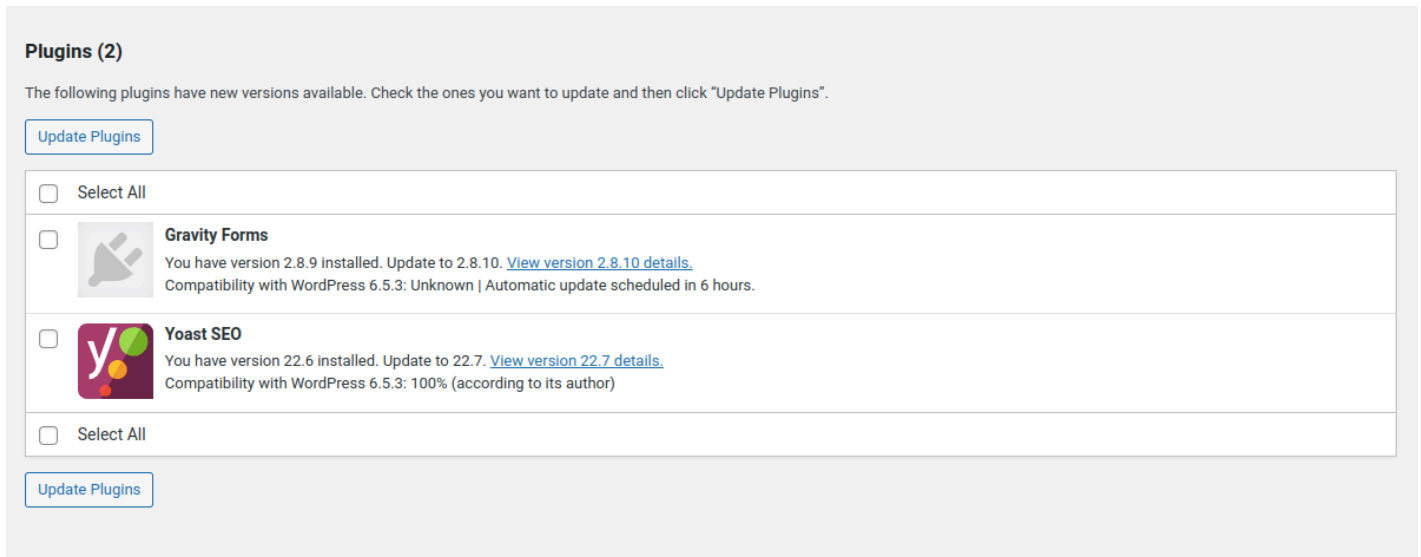 Plugins (2)
The following plugins have new versions available. Check the ones you want to update and then click “Update Plugins”.
Update Plugins
Select All
Gravity Forms
You have version 2.8.9 installed. Update to 2.8.10. View version 2.8.10 details.
Compatibility with WordPress 6.5.3: Unknown | Automatic update scheduled in 6 hours.
y
Yoast SEO
You have version 22.6 installed. Update to 22.7. View version 22.7 details.
Compatibility with WordPress 6.5.3: 100% (according to its author)
Select All
Update Plugins